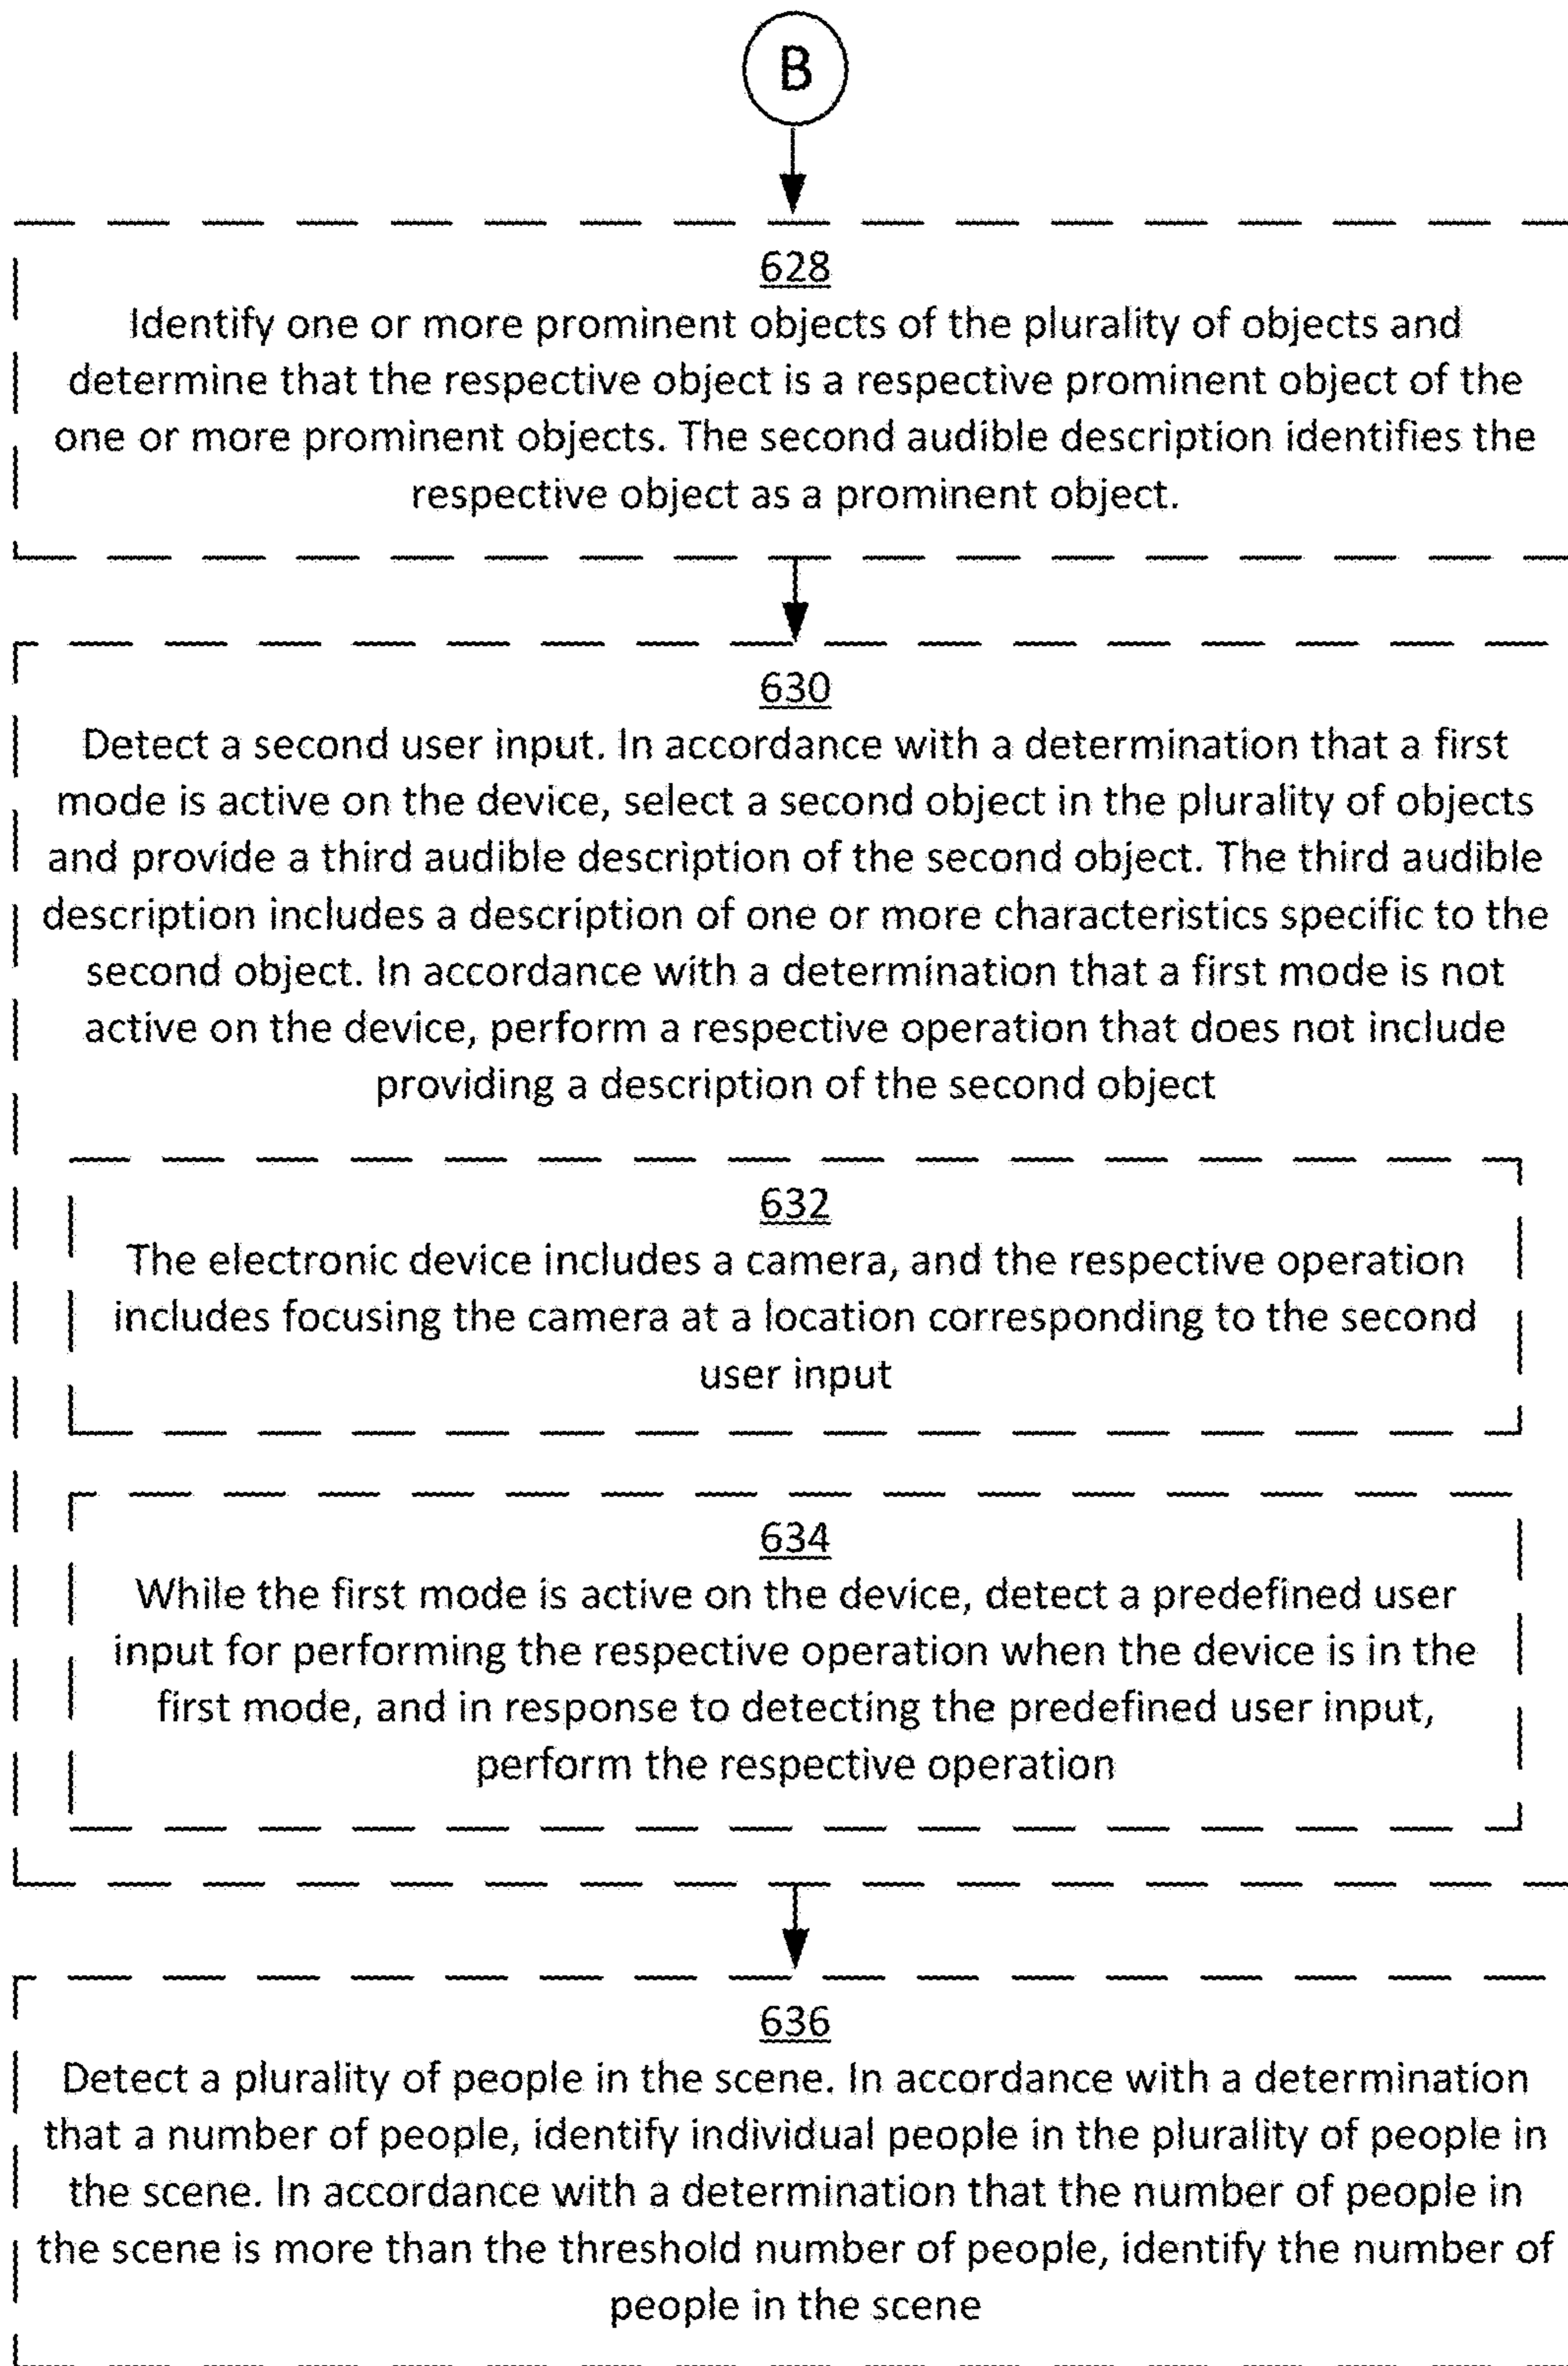 B
628
Identify one or more prominent objects of the plurality of objects and
determine that the respective object is a respective prominent object of the
one or more prominent objects. The second audible description identifies the
respective object as a prominent object.
630
Detect a second user input. In accordance with a determination that a first
mode is active on the device, select a second object in the plurality of objects
and provide a third audible description of the second object. The third audible
description includes a description of one or more characteristics specific to the
second object. In accordance with a determination that a first mode is not
active on the device, perform a respective operation that does not include
providing a description of the second object
632
The electronic device includes a camera, and the respective operation
includes focusing the camera at a location corresponding to the second
user input
634
While the first mode is active on the device, detect a predefined user
input for performing the respective operation when the device is in the
first mode, and in response to detecting the predefined user input,
perform the respective operation
636
Detect a plurality of people in the scene. In accordance with a determination
that a number of people, identify individual people in the plurality of people in
the scene. In accordance with a determination that the number of people in
the scene is more than the threshold number of people, identify the number of
people in the scene